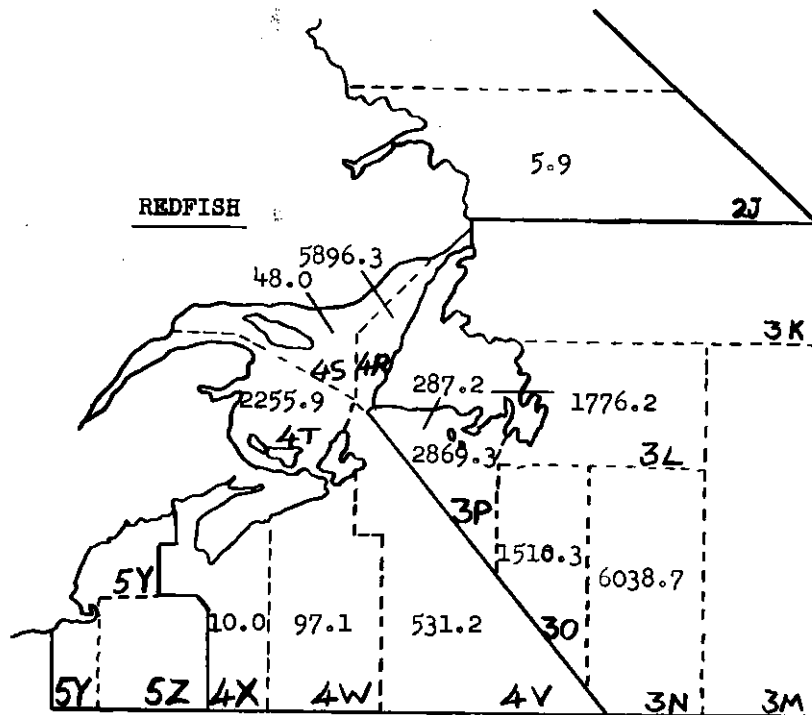 5.9
REDFISH
2J
5896.3
48.0
3K
4S 4R
287.2
2255.9
1776.2
4T
2869.3
3L
3P
1510.3
5Y
6038.7
10.0 97.1 531.2 3O
5Y 5Z 4X 4W 4V 3N 3M